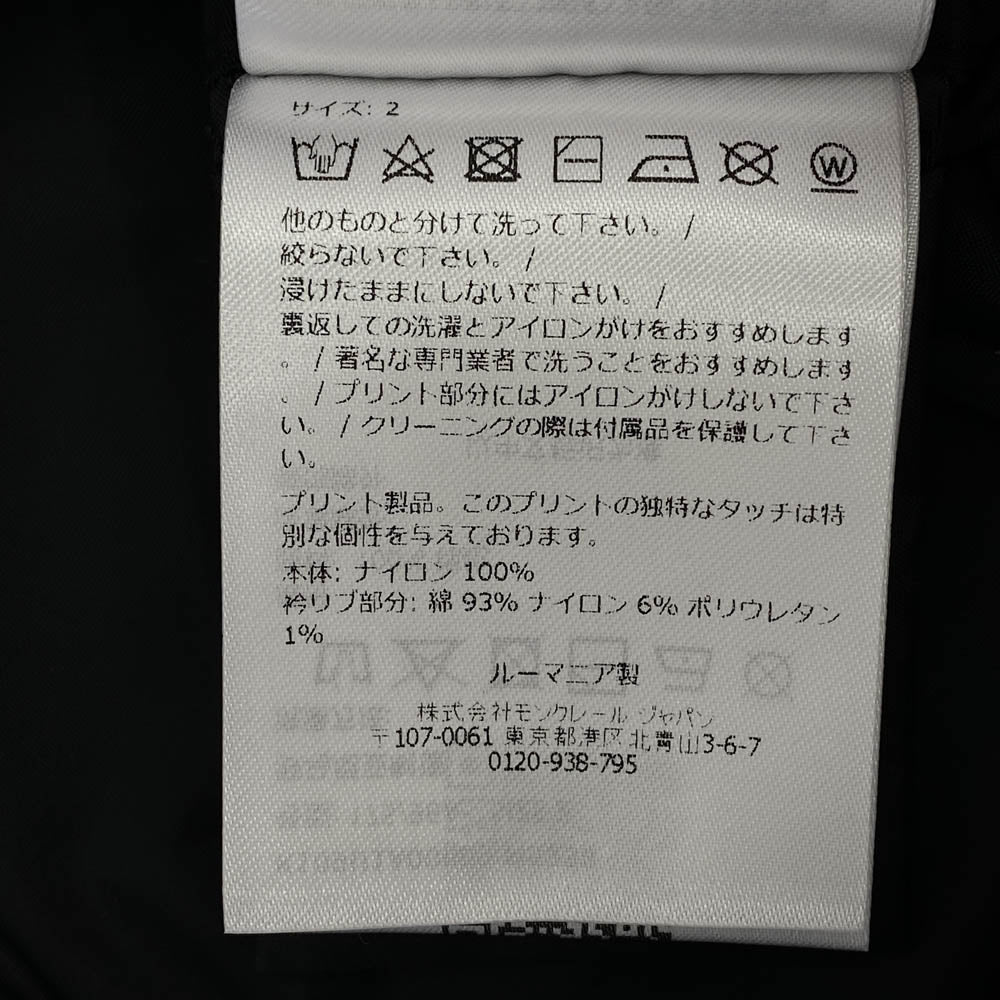 サイズ: 2
W
他のものと分けて洗って下さい。 /
絞らないで下さい。 /
浸けたままにしないで下さい。 /
裏返しての洗濯とアイロンがけをおすすめします
。 / 著名な専門業者で洗うことをおすすめします
。 / プリント部分にはアイロンがけしないで下さ
い。 / クリーニングの際は付属品を保護して下さ
い。
プリント製品。このプリントの独特なタッチは特
別な個性を与えております。
本体: ナイロン 100%
衿リブ部分: 綿 93% ナイロン 6% ポリウレタン
1%
ルーマニア製
株式会社モンクレール ジャパン
〒107-0061 東京都港区北青山3-6-7
0120-938-795